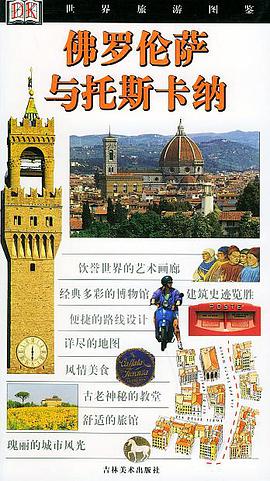 DK
世界旅游图鉴
佛罗伦萨
与托斯卡纳
饮誉世界的艺术画廊
经典多彩的博物馆
建筑史迹览胜
POSTE
便捷的路线设计
详尽的地图
风情美食
古老神秘的教堂
舒适的旅馆
瑰丽的城市风光
吉林美术出版社